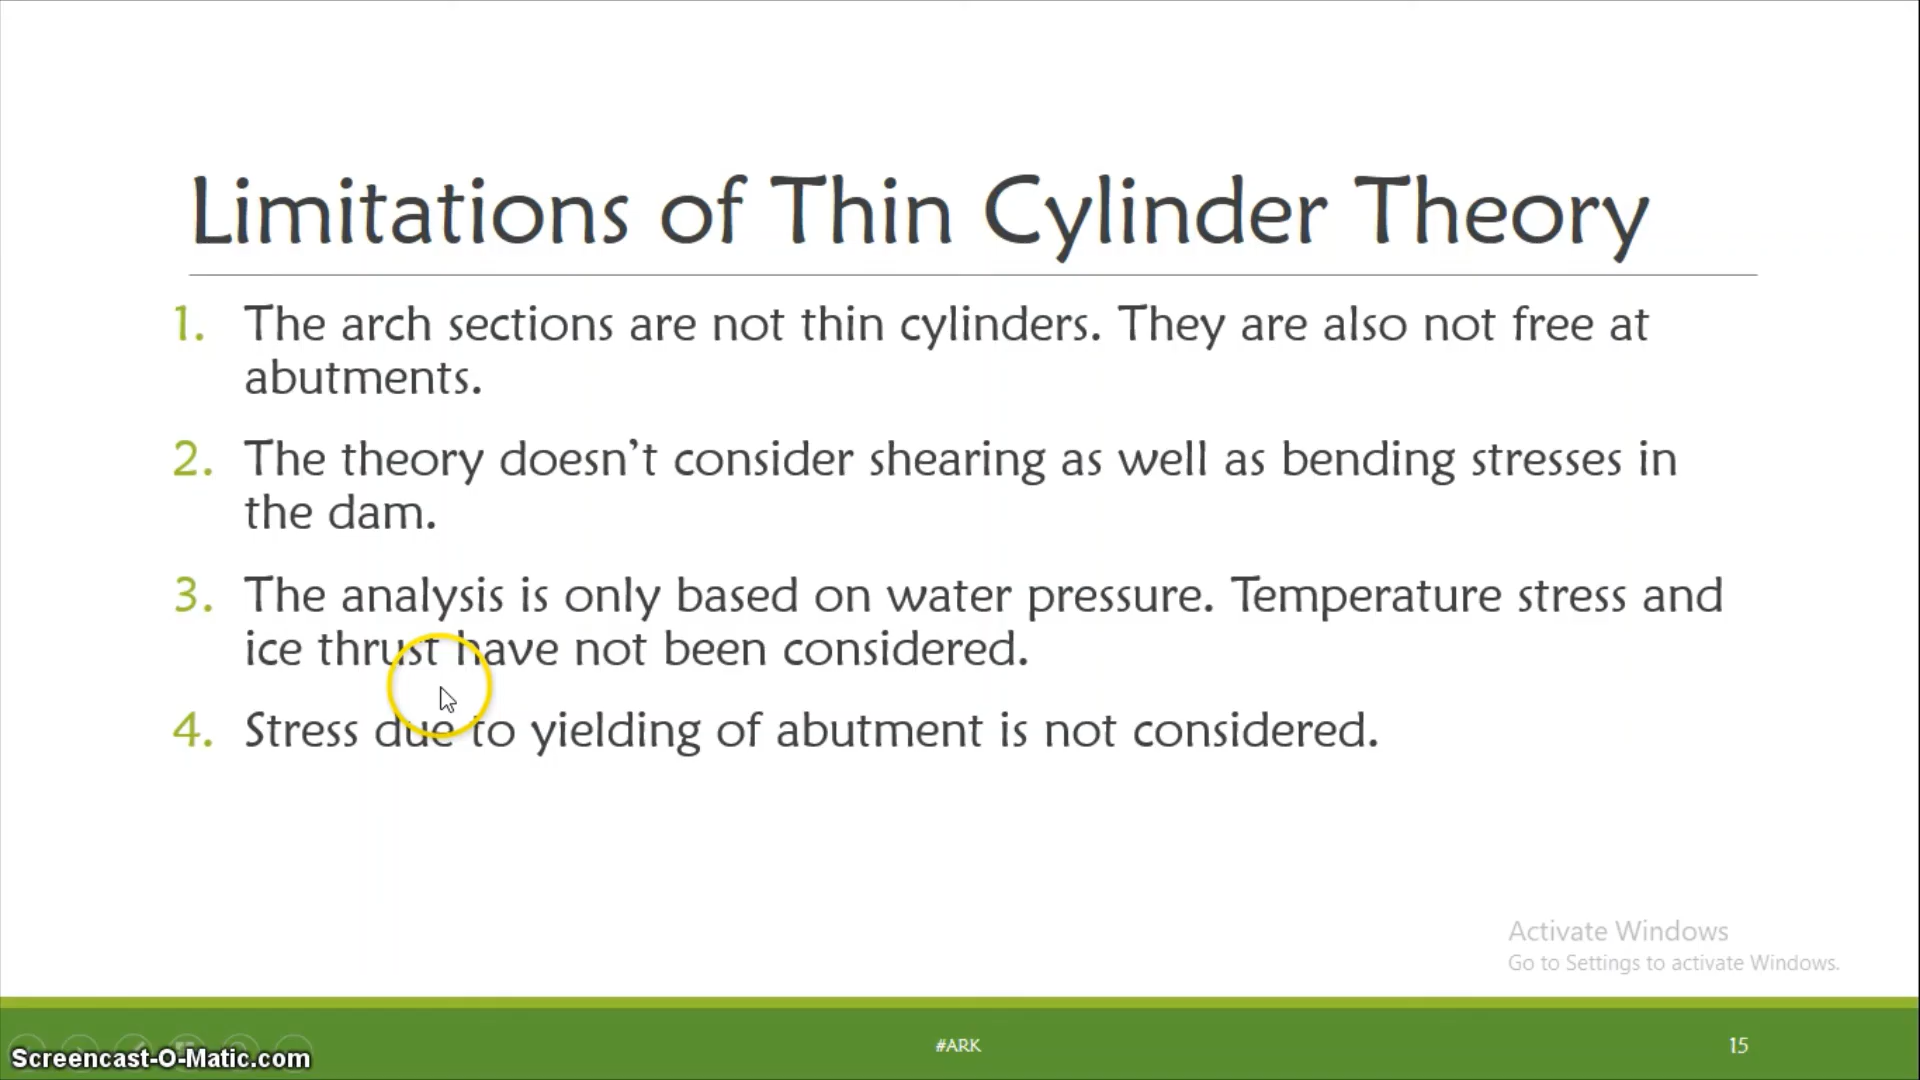 Limitations of Thin Cylinder Theory
1. The arch sections are not thin cylinders. They are also not free at
abutments.
2. The theory doesn’t consider shearing as well as bending stresses in
the dam.
3. The analysis is only based on water pressure. Temperature stress and
ice thrust have not been considered.
4. Stress due to yielding of abutment is not considered.
Activate Windows
Go to Settings to activate Windows.
Screencast-O-Matic.com
#ARK
15